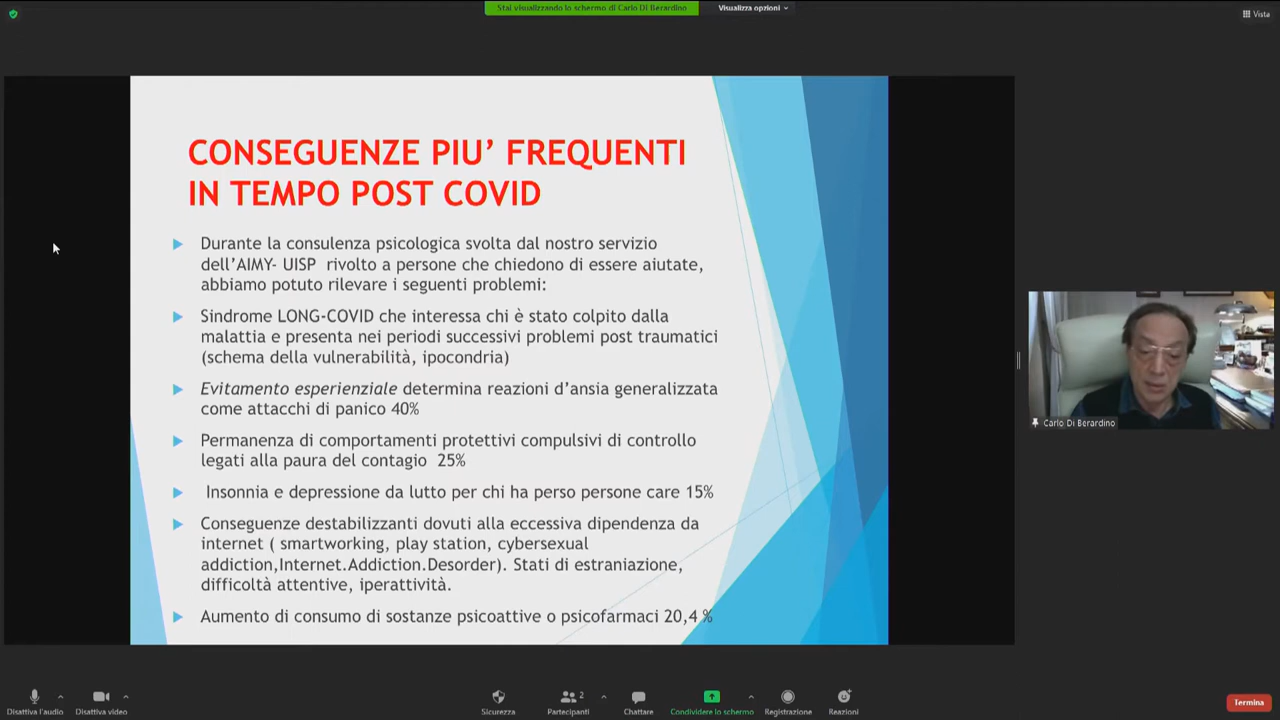 Stai visualizzando lo schermo di Carlo Di Berardino
Visualizza opzioni
Vista
CONSEGUENZE PIU’ FREQUENTI
IN TEMPO POST COVID
Durante la consulenza psicologica svolta dal nostro servizio
dell’AIMY- UISP rivolto a persone che chiedono di essere aiutate,
abbiamo potuto rilevare i seguenti problemi:
Sindrome LONG-COVID che interessa chi è stato colpito dalla
malattia e presenta nei periodi successivi problemi post traumatici
(schema della vulnerabilità, ipocondria)
Evitamento esperienziale determina reazioni d’ansia generalizzata
come attacchi di panico 40%
Permanenza di comportamenti protettivi compulsivi di controllo
legati alla paura del contagio 25%
Insonnia e depressione da lutto per chi ha perso persone care 15%
Conseguenze destabilizzanti dovuti alla eccessiva dipendenza da
internet ( smartworking, play station, cybersexual
addiction,Internet.Addiction.Desorder). Stati di estraniazione,
difficoltà attentive, iperattività.
Aumento di consumo di sostanze psicoattive o psicofarmaci 20,4 %
Carlo Di Berardino
Disattiva l'audio
Disattiva video
Sicurezza
2
Partecipanti
Chattare
Condividere lo schermo
Registrazione
Reazioni
Termina